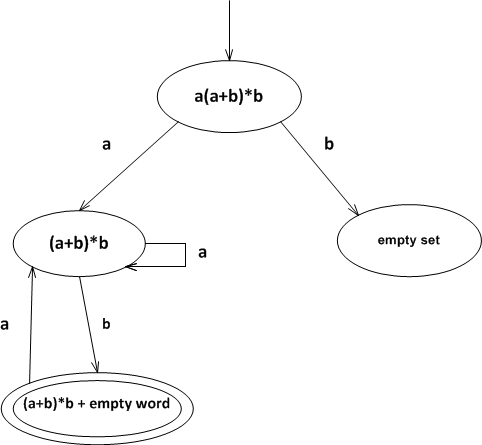 a(a+b)*b
a
b
(a+b)*b
empty set
a
a
b
(a+b)*b + empty word